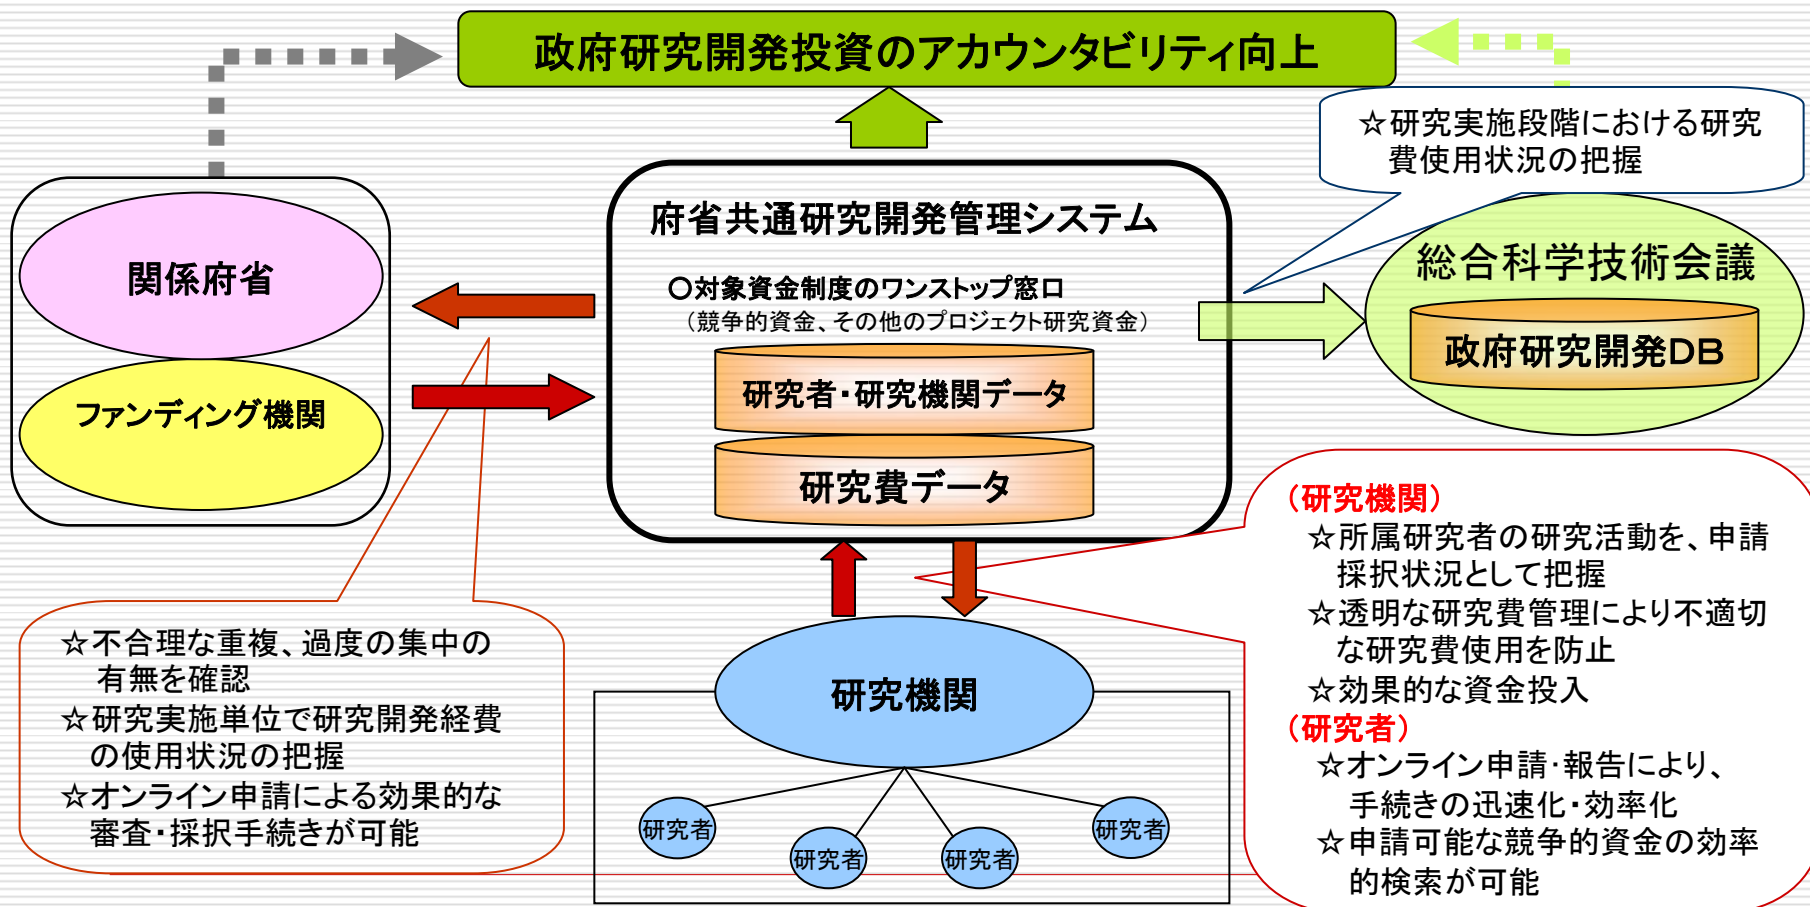 政府研究開発投資のアカウンタビリティ向上
☆研究実施段階における研究
費使用状況の把握
府省共通研究開発管理システム
○対象資金制度のワンストップ窓口
（競争的資金、その他のプロジェクト研究資金）
研究者・研究機関データ
研究費データ
関係府省
ファンディング機関
総合科学技術会議
政府研究開発DB
☆不合理な重複、過度の集中の
有無を確認
☆研究実施単位で研究開発経費
の使用状況の把握
☆オンライン申請による効果的な
審査・採択手続きが可能
研究機関
研究者
研究者
研究者
研究者
（研究機関）
☆所属研究者の研究活動を、申請
採択状況として把握
☆透明な研究費管理により不適切
な研究費使用を防止
☆効果的な資金投入
（研究者）
☆オンライン申請･報告により、
手続きの迅速化・効率化
☆申請可能な競争的資金の効率
的検索が可能